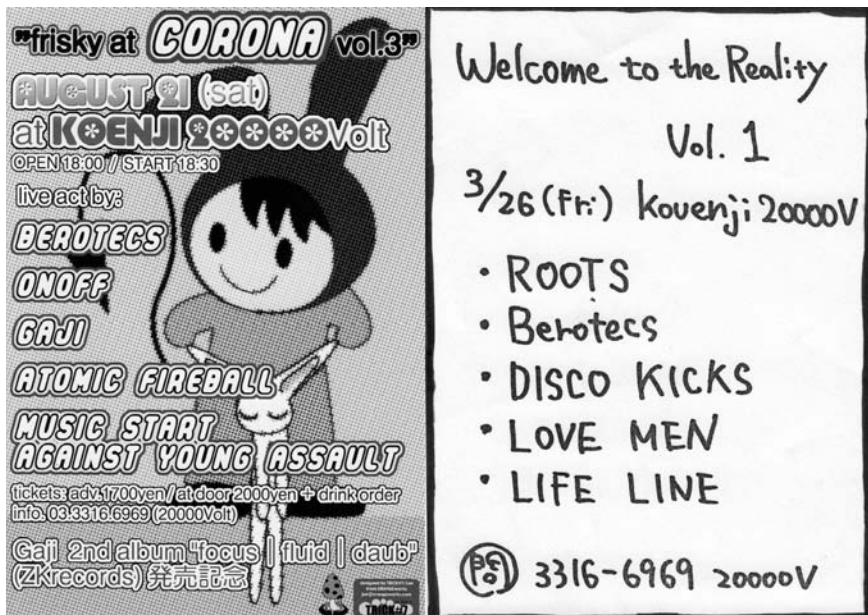 "frisky at CORONA vol.3"
AUGUST 21 (sat)
at KOENJI 20000Volt
OPEN 18:00 / START 18:30
live act by:
BEROTECS
ONOFF
GAJI
ATOMIC FIREBALL
MUSIC START
AGAINST YOUNG ASSAULT
tickets: adv. 1700yen / at door 2000yen + drink order
info. 03.3316.6969 (20000Volt)
Gaji 2nd album "focus | fluid | daub"
(ZKrecords) 発売記念
TRICK#7
Welcome to the Reality
Vol. 1
3/26 (Fri) kouenji 20000V
・ROOTS
・Berotecs
・DISCO KICKS
・LOVE MEN
・LIFE LINE
問 3316-6969 20000V